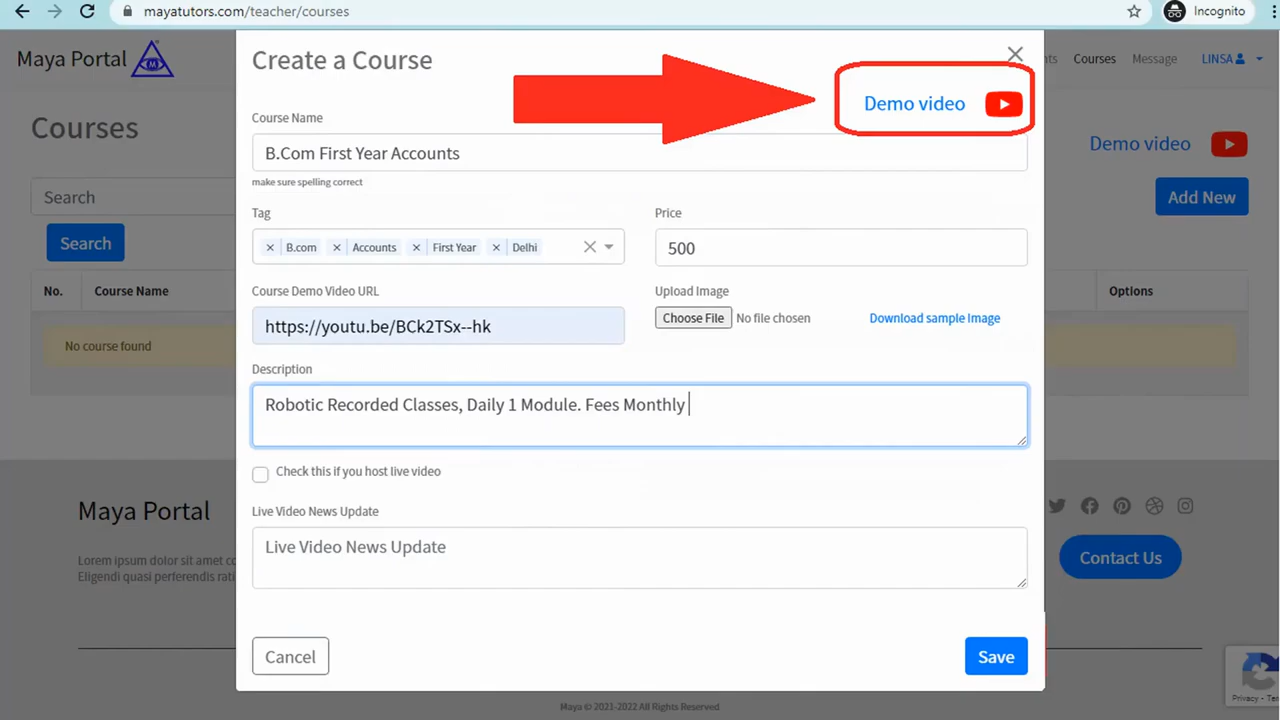 mayatutors.com/teacher/courses
Incognito
Maya Portal
Courses
Message
LINSA
Create a Course
Demo video
Courses
Demo video
Course Name
B.Com First Year Accounts
make sure spelling correct
Search
Add New
Search
Tag
Price
× B.com × Accounts × First Year × Delhi
500
No.
Course Name
Options
Course Demo Video URL
Upload Image
https://youtu.be/BCk2TSx--hk
Choose File No file chosen
Download sample Image
No course found
Description
Robotic Recorded Classes, Daily 1 Module. Fees Monthly
Check this if you host live video
Maya Portal
Live Video News Update
Live Video News Update
Lorem ipsum dolor sit amet
Eligendi quasi perferendis
Contact Us
Cancel
Save
Privacy
Maya © 2021-2022 All Rights Reserved